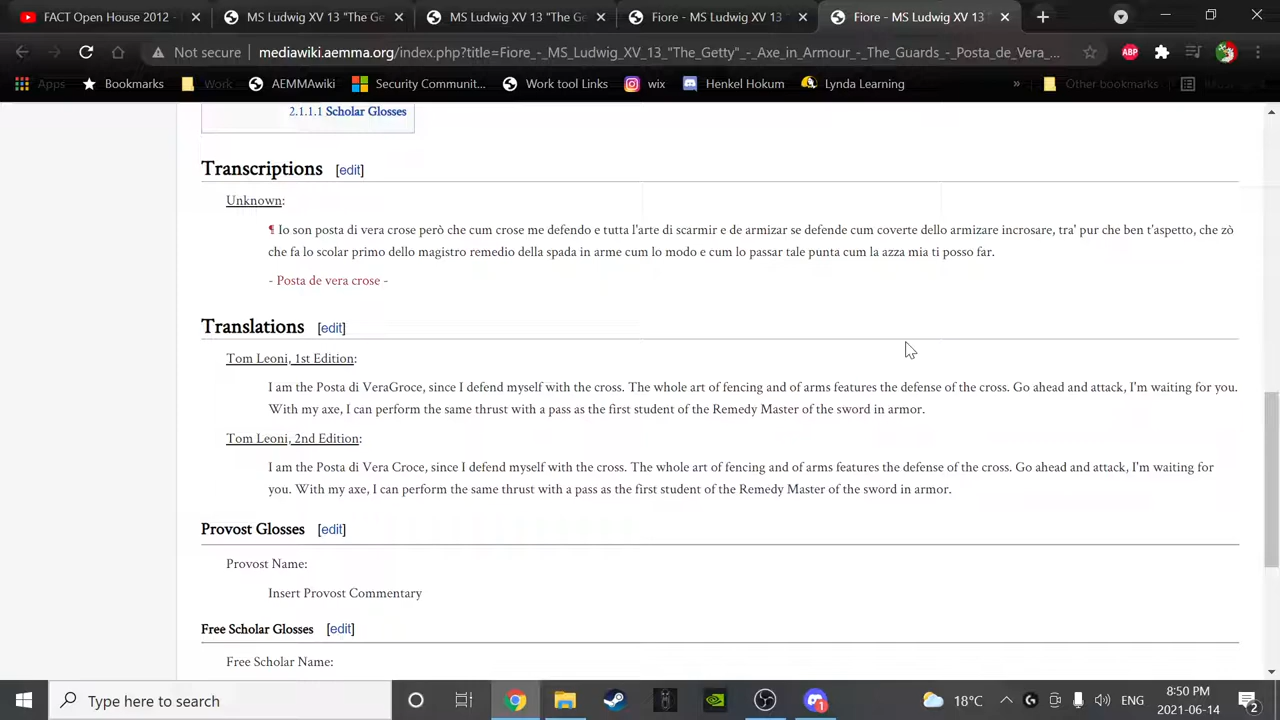 FACT Open House 2012 -
MS Ludwig XV 13 "The Ge
MS Ludwig XV 13 "The Ge
Fiore - MS Ludwig XV 13 "
Fiore - MS Ludwig XV 13 "
Not secure
mediawiki.aemma.org/index.php?title=Fiore_-_MS_Ludwig_XV_13_"The_Getty"_-_Axe_in_Armour_-_The_Guards_-_Posta_de_Vera_...
ABP
Apps
Bookmarks
Work
AEMMAwiki
Security Communicat...
Work tool Links
wix
Henkel Hokum
Lynda Learning
»
Other bookmarks
2.1.1.1 Scholar Glosses
Transcriptions [edit]
Unknown:
¶ Io son posta di vera crose però che cum crose me defendo e tutta l'arte di scarmir e de armizar se defende cum coverte dello armizare incrosare, tra' pur che ben t'aspetto, che zò
che fa lo scolar primo dello magistro remedio della spada in arme cum lo modo e cum lo passar tale punta cum la azza mia ti posso far.
- Posta de vera crose -
Translations [edit]
Tom Leoni, 1st Edition:
I am the Posta di VeraGroce, since I defend myself with the cross. The whole art of fencing and of arms features the defense of the cross. Go ahead and attack, I'm waiting for you.
With my axe, I can perform the same thrust with a pass as the first student of the Remedy Master of the sword in armor.
Tom Leoni, 2nd Edition:
I am the Posta di Vera Croce, since I defend myself with the cross. The whole art of fencing and of arms features the defense of the cross. Go ahead and attack, I'm waiting for
you. With my axe, I can perform the same thrust with a pass as the first student of the Remedy Master of the sword in armor.
Provost Glosses [edit]
Provost Name:
Insert Provost Commentary
Free Scholar Glosses [edit]
Free Scholar Name:
Type here to search
1
18°C
ENG
8:50 PM
2021-06-14
2